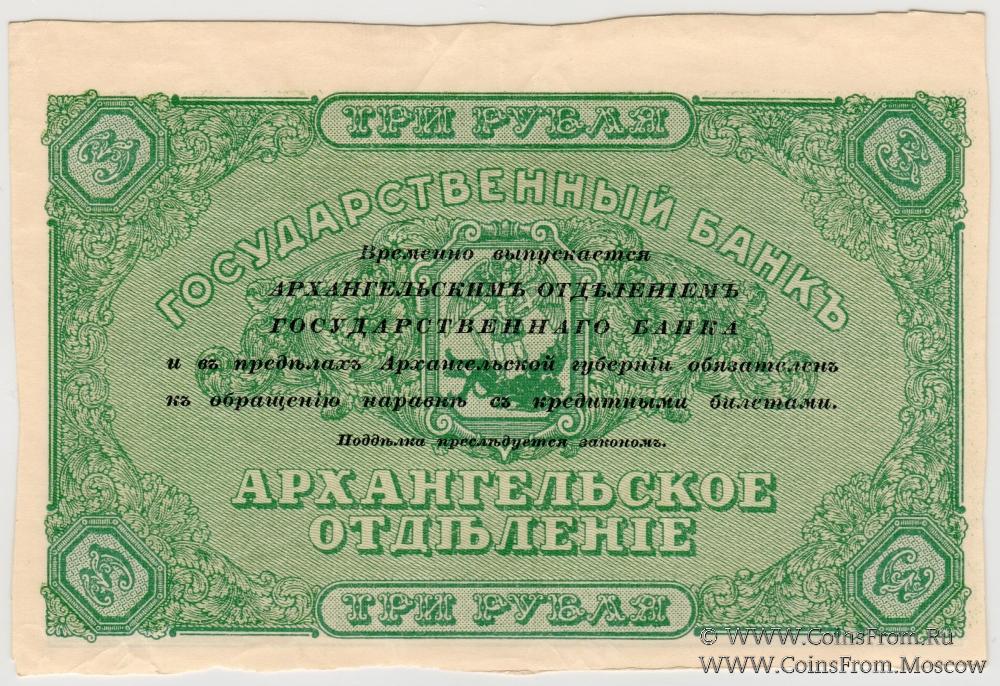 ТРИ РУБЛЯ
ГОСУДАРСТВЕННЫЙ БАНКЪ
Временно выпускается
АРХАНГЕЛЬСКИМЪ ОТДѢЛЕНІЕМЪ
ГОСУДАРСТВЕННАГО БАНКА
и въ предѣлахъ Архангельской губерніи обязателенъ
къ обращенію наравнѣ съ кредитными билетами.
Поддѣлка преслѣдуется закономъ.
АРХАНГЕЛЬСКОЕ
ОТДѢЛЕНІЕ
ТРИ РУБЛЯ
© WWW.CoinsFrom.Ru
WWW.CoinsFrom.Moscow